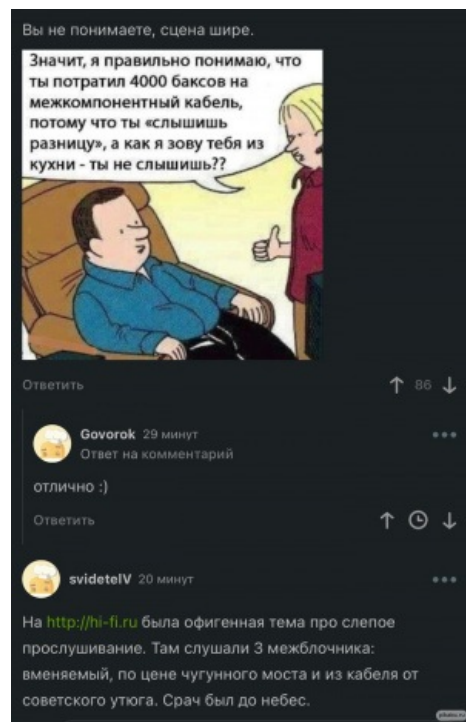 Вы не понимаете, сцена шире.
Значит, я правильно понимаю, что
ты потратил 4000 баксов на
межкомпонентный кабель,
потому что ты «слышишь
разницу», а как я зову тебя из
кухни - ты не слышишь??
Ответить
86
Govorok 29 минут
Ответ на комментарий
отлично :)
Ответить
svidetelV 20 минут
На http://hi-fi.ru была офигенная тема про слепое
прослушивание. Там слушали 3 межблочника:
вменяемый, по цене чугунного моста и из кабеля от
советского утюга. Срач был до небес.